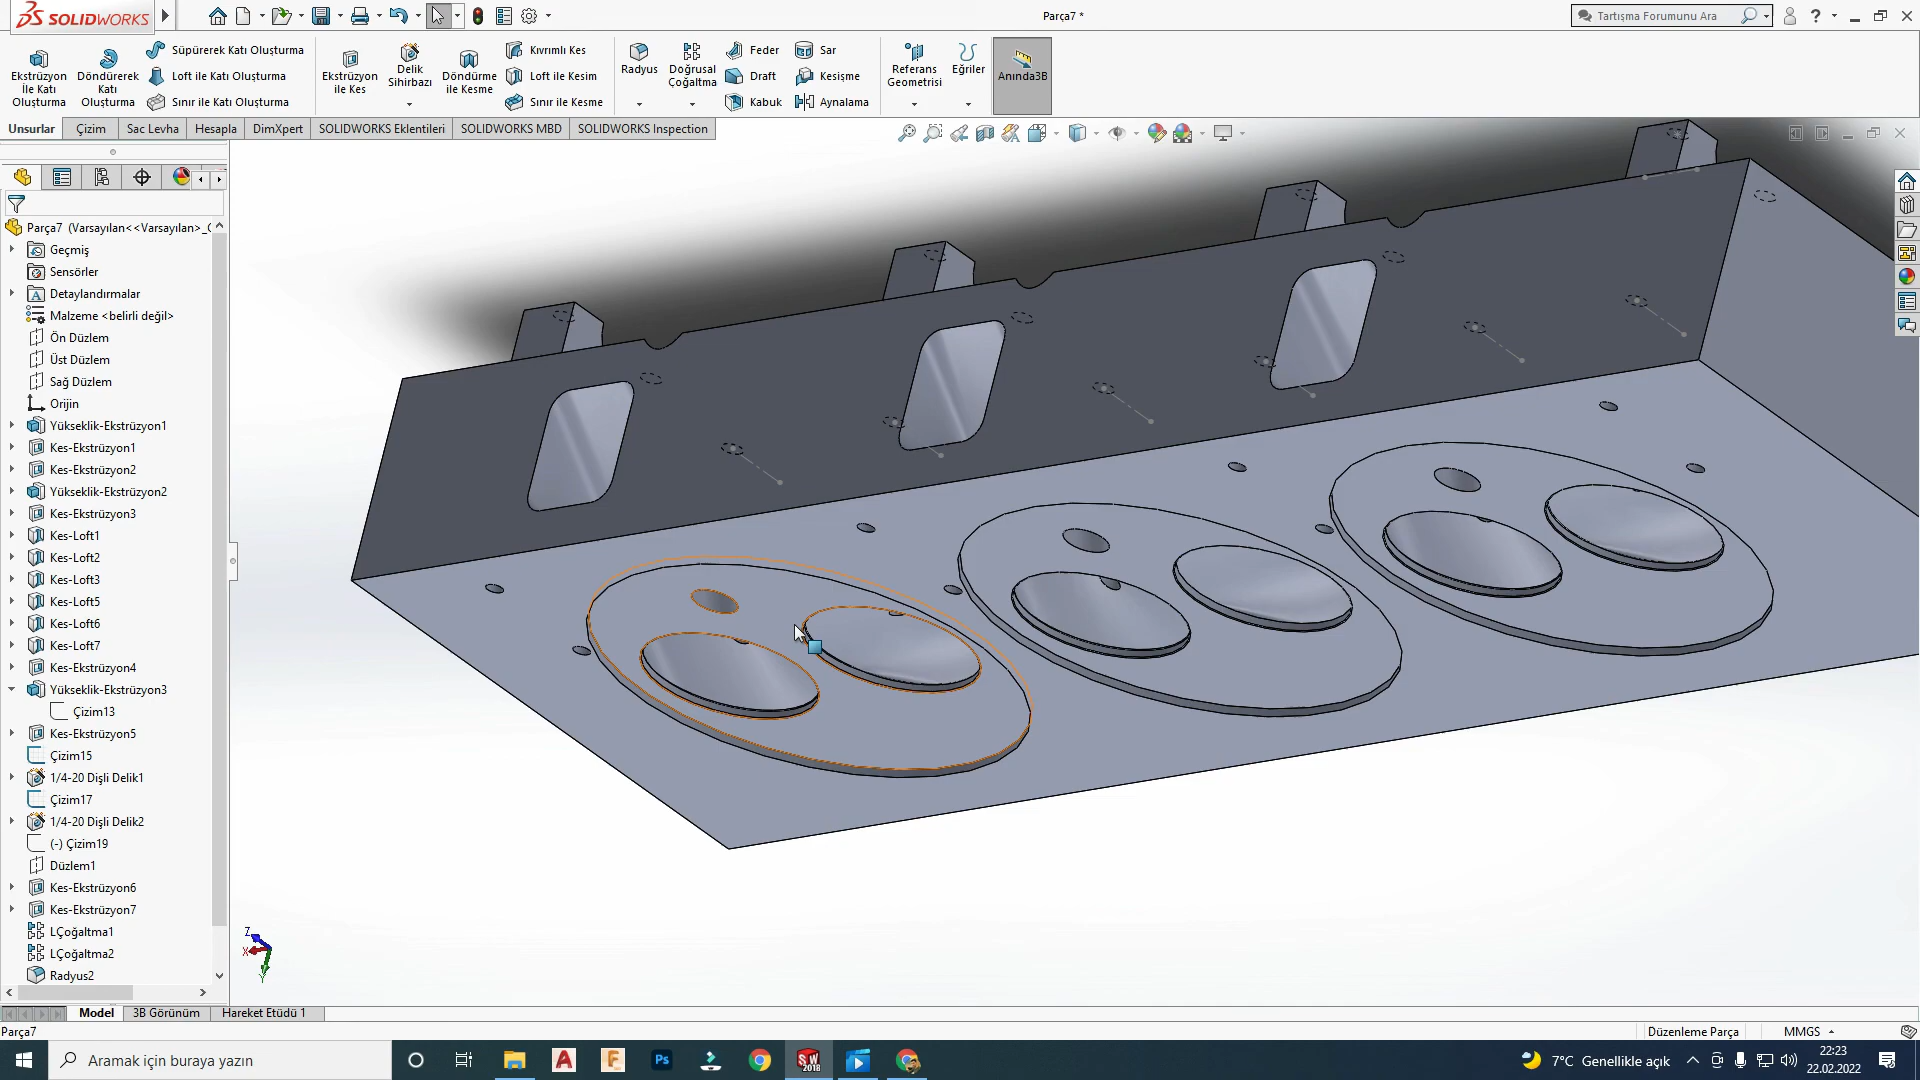 SOLIDWORKS
Parça7 *
Tartışma Forumunu Ara
Ekstrüzyon İle Katı Oluşturma
Döndürerek Katı Oluşturma
Süpürerek Katı Oluşturma
Loft ile Katı Oluşturma
Sınır ile Katı Oluşturma
Ekstrüzyon ile Kes
Delik Sihirbazı
Döndürme ile Kesme
Kıvrımlı Kes
Loft ile Kesim
Sınır ile Kesme
Radyus
Doğrusal Çoğaltma
Feder
Draft
Kabuk
Sar
Kesişme
Aynalama
Referans Geometrisi
Eğriler
Anında3B
Unsurlar
Çizim
Sac Levha
Hesapla
DimXpert
SOLIDWORKS Eklentileri
SOLIDWORKS MBD
SOLIDWORKS Inspection
Parça7 (Varsayılan<<Varsayılan>_
Geçmiş
Sensörler
Detaylandırmalar
Malzeme <belirli değil>
Ön Düzlem
Üst Düzlem
Sağ Düzlem
Orijin
Yükseklik-Ekstrüzyon1
Kes-Ekstrüzyon1
Kes-Ekstrüzyon2
Yükseklik-Ekstrüzyon2
Kes-Ekstrüzyon3
Kes-Loft1
Kes-Loft2
Kes-Loft3
Kes-Loft5
Kes-Loft6
Kes-Loft7
Kes-Ekstrüzyon4
Yükseklik-Ekstrüzyon3
Çizim13
Kes-Ekstrüzyon5
Çizim15
1/4-20 Dişli Delik1
Çizim17
1/4-20 Dişli Delik2
(-) Çizim19
Düzlem1
Kes-Ekstrüzyon6
Kes-Ekstrüzyon7
LÇoğaltma1
LÇoğaltma2
Radyus2
Z
X
Y
Model
3B Görünüm
Hareket Etüdü 1
Parça7
Düzenleme Parça
MMGS
Aramak için buraya yazın
A
F
Ps
SW
2018
7°C Genellikle açık
22:23
22.02.2022